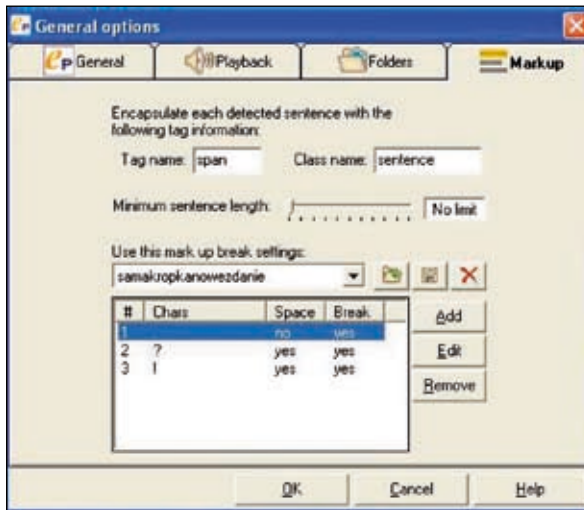 General options
eP General Playback Folders Markup
Encapsulate each detected sentence with the
following tag information:
Tag name: span Class name: sentence
Minimum sentence length: No limit
Use this mark up break settings:
samakropkanowezdanie
# Chars Space Break Add
1 no yes
2 ? yes yes Edit
3 ! yes yes
Remove
OK Cancel Help